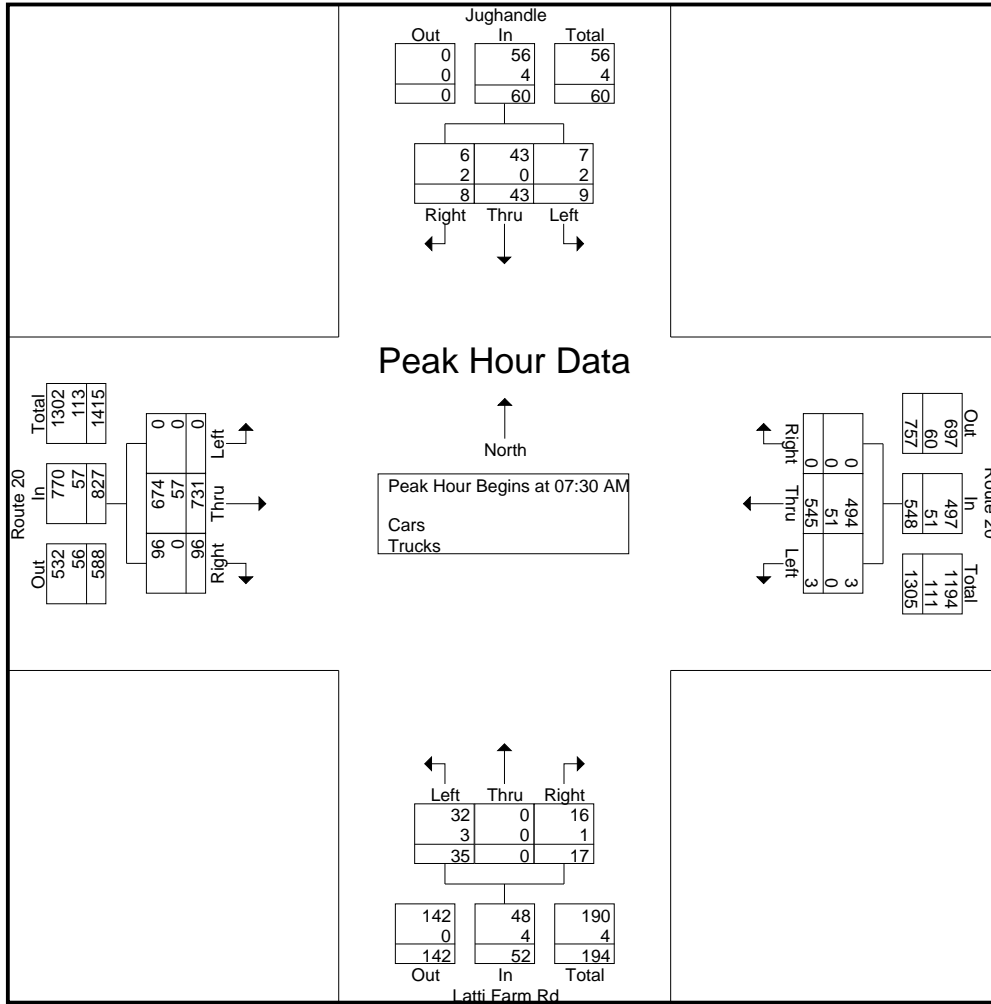 Jughandle
Out In Total
0 56 56
0 4 4
0 60 60
6 43 7
2 0 2
8 43 9
Right Thru Left
Peak Hour Data
North
Peak Hour Begins at 07:30 AM
Cars
Trucks
Route 20
Total In Out
1302 770 532
113 57 56
1415 827 588
0 674 96
0 57 0
0 731 96
Left Thru Right
Route 20
Out In Total
697 497 1194
60 51 111
757 548 1305
0 494 3
0 51 0
0 545 3
Right Thru Left
Left Thru Right
32 0 16
3 0 1
35 0 17
142 48 190
0 4 4
142 52 194
Out In Total
Latti Farm Rd